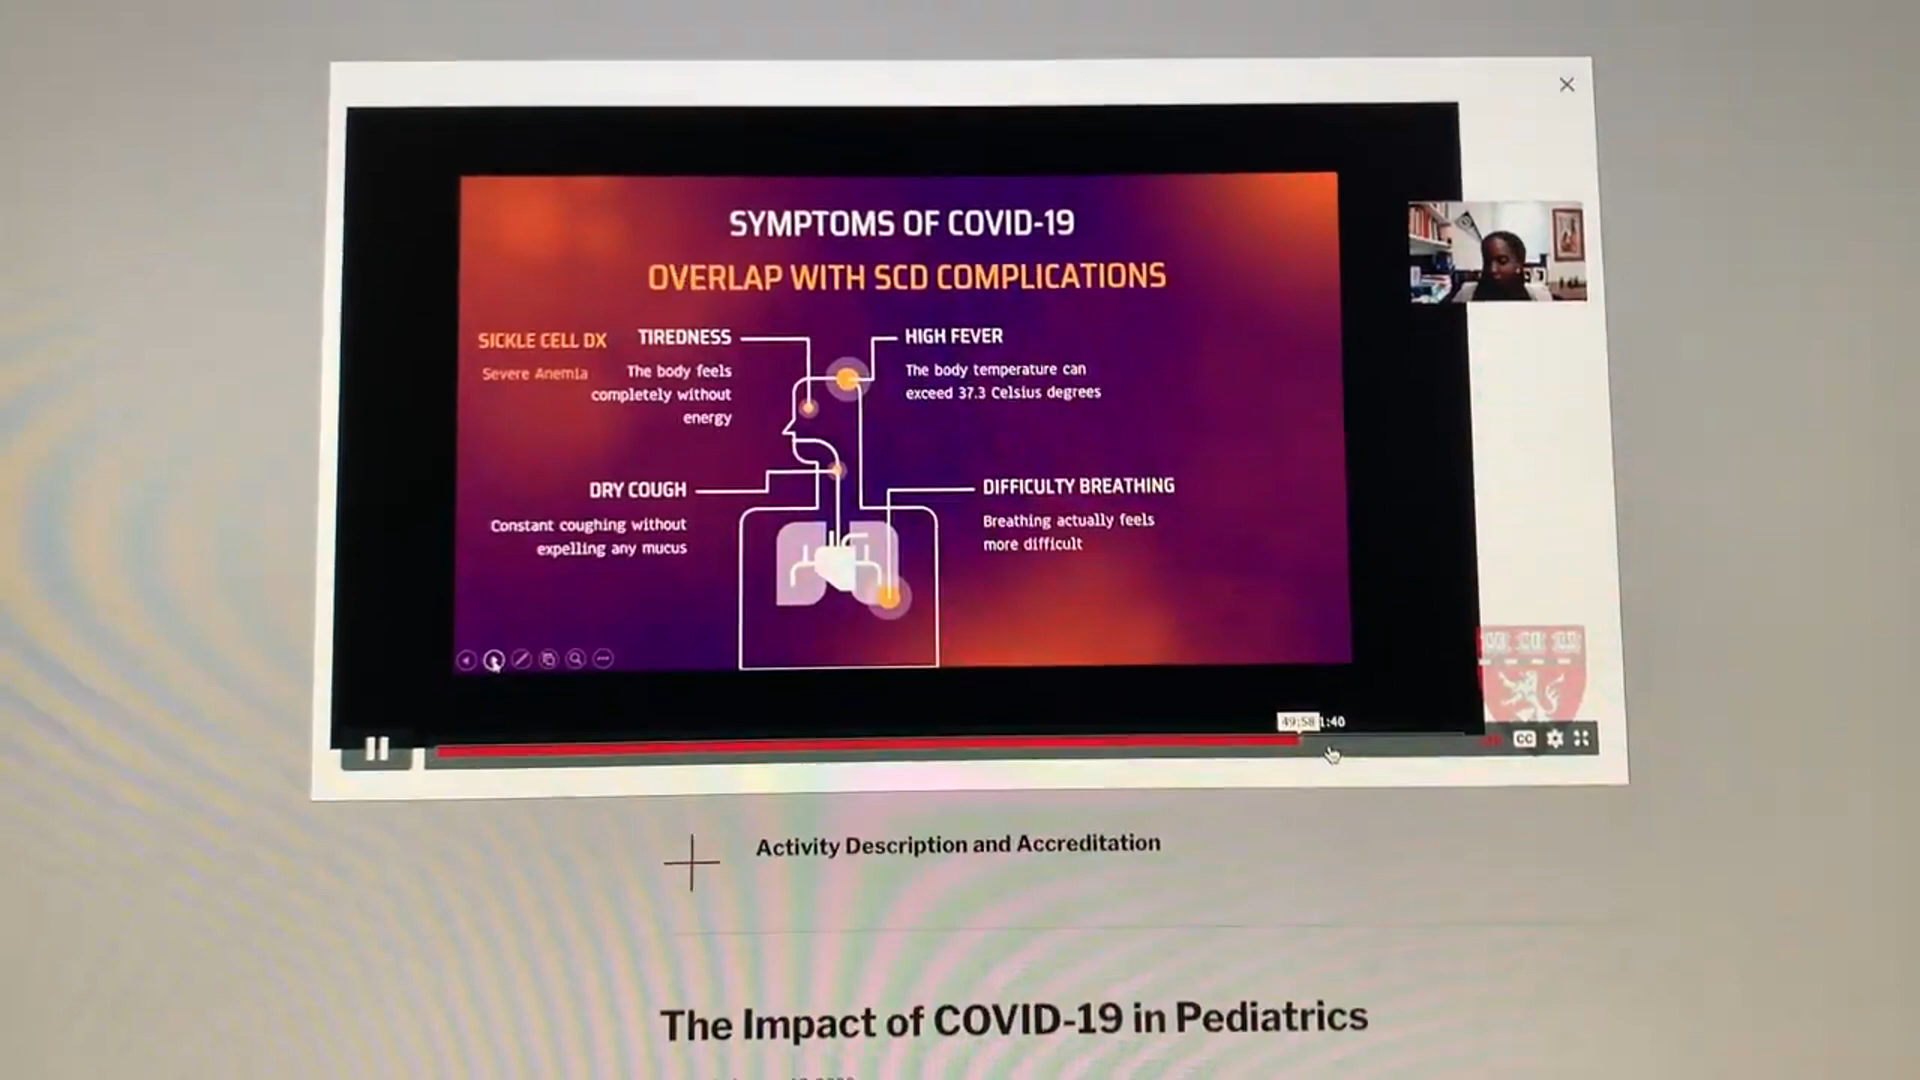 SYMPTOMS OF COVID-19
OVERLAP WITH SCD COMPLICATIONS
SICKLE CELL DX
Severe Anemia
TIREDNESS
The body feels
completely without
energy
HIGH FEVER
The body temperature can
exceed 37.3 Celsius degrees
DRY COUGH
Constant coughing without
expelling any mucus
DIFFICULTY BREATHING
Breathing actually feels
more difficult
49:58
1:40
CC
Activity Description and Accreditation
The Impact of COVID-19 in Pediatrics